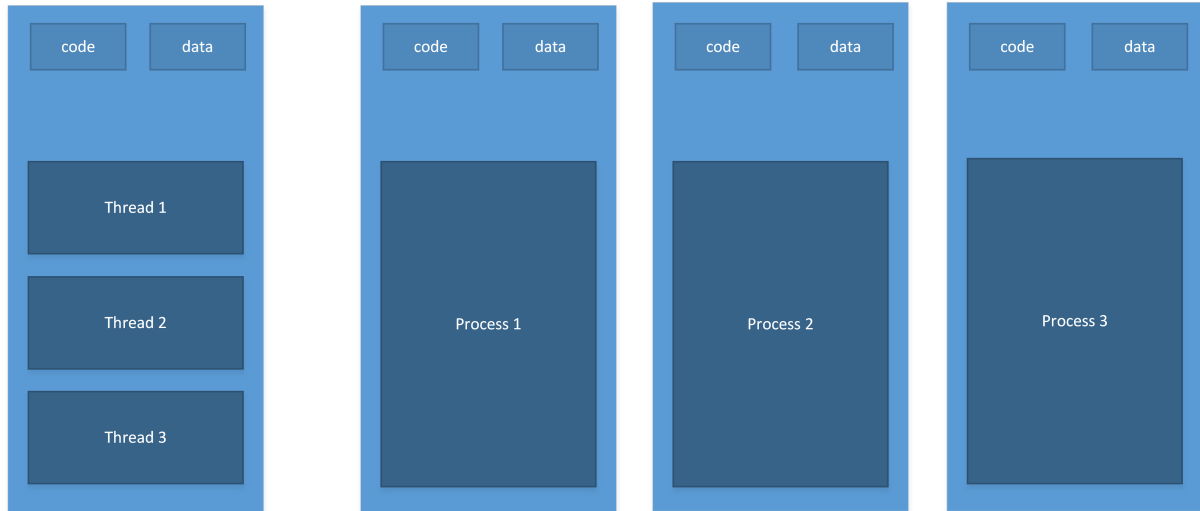 code
data
Thread 1
Thread 2
Thread 3
code
data
Process 1
code
data
Process 2
code
data
Process 3